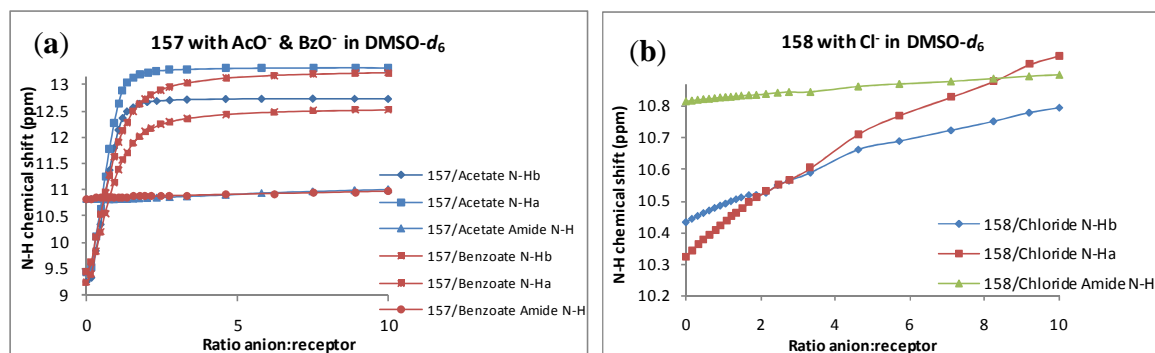 (a)
157 with AcO⁻ & BzO⁻ in DMSO-d₆
N-H chemical shift (ppm)
13
12.5
12
11.5
11
10.5
10
9.5
9
0
5
10
Ratio anion:receptor
157/Acetate N-Hb
157/Acetate N-Ha
157/Acetate Amide N-H
157/Benzoate N-Hb
157/Benzoate N-Ha
157/Benzoate Amide N-H
(b)
158 with Cl⁻ in DMSO-d₆
N-H chemical shift (ppm)
10.8
10.7
10.6
10.5
10.4
10.3
10.2
0
2
4
6
8
10
Ratio anion:receptor
158/Chloride N-Hb
158/Chloride N-Ha
158/Chloride Amide N-H